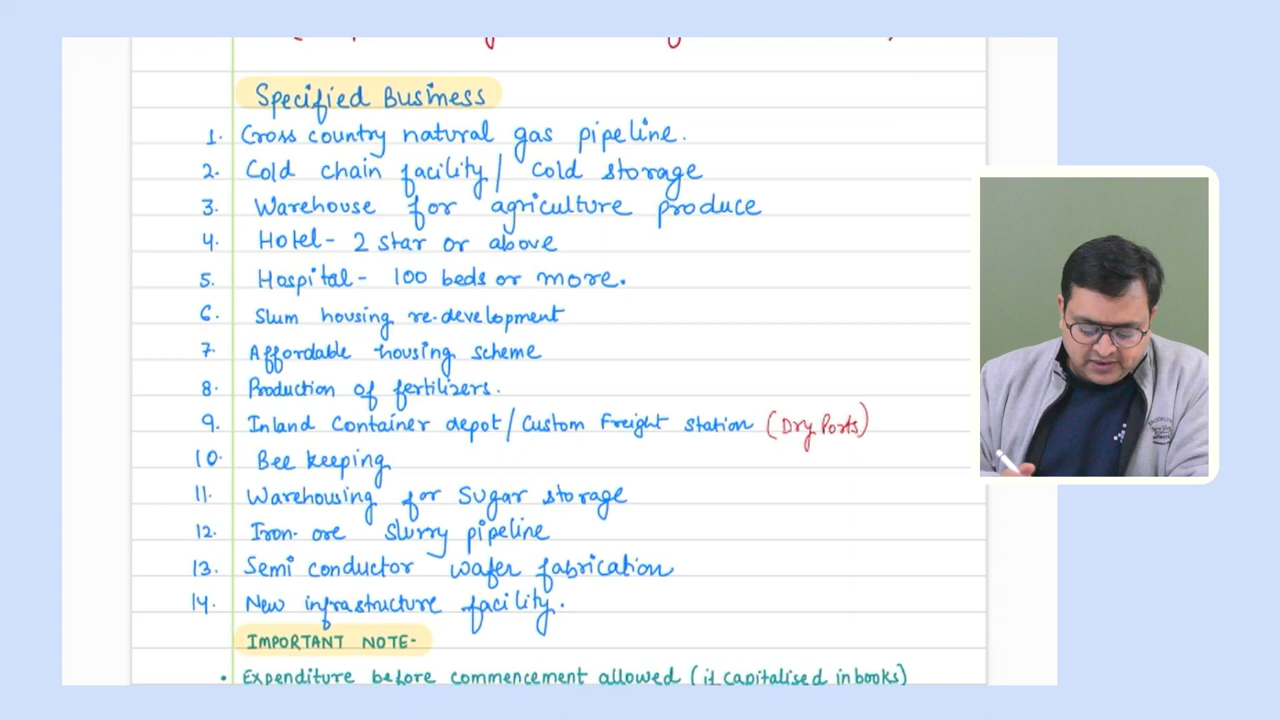 Specified Business
1. Cross country natural gas pipeline.
2. Cold chain facility/ cold storage
3. Warehouse for agriculture produce
4. Hotel- 2 star or above
5. Hospital- 100 beds or more.
6. Slum housing re-development
7. Affordable housing scheme
8. Production of fertilizers.
9. Inland Container depot/Custom Freight Station (Dry Ports)
10. Bee keeping
11. Warehousing for sugar storage
12. Iron-ore slurry pipeline
13. Semi conductor wafer fabrication
14. New infrastructure facility.
IMPORTANT NOTE-
• Expenditure before commencement allowed (if capitalised in books)